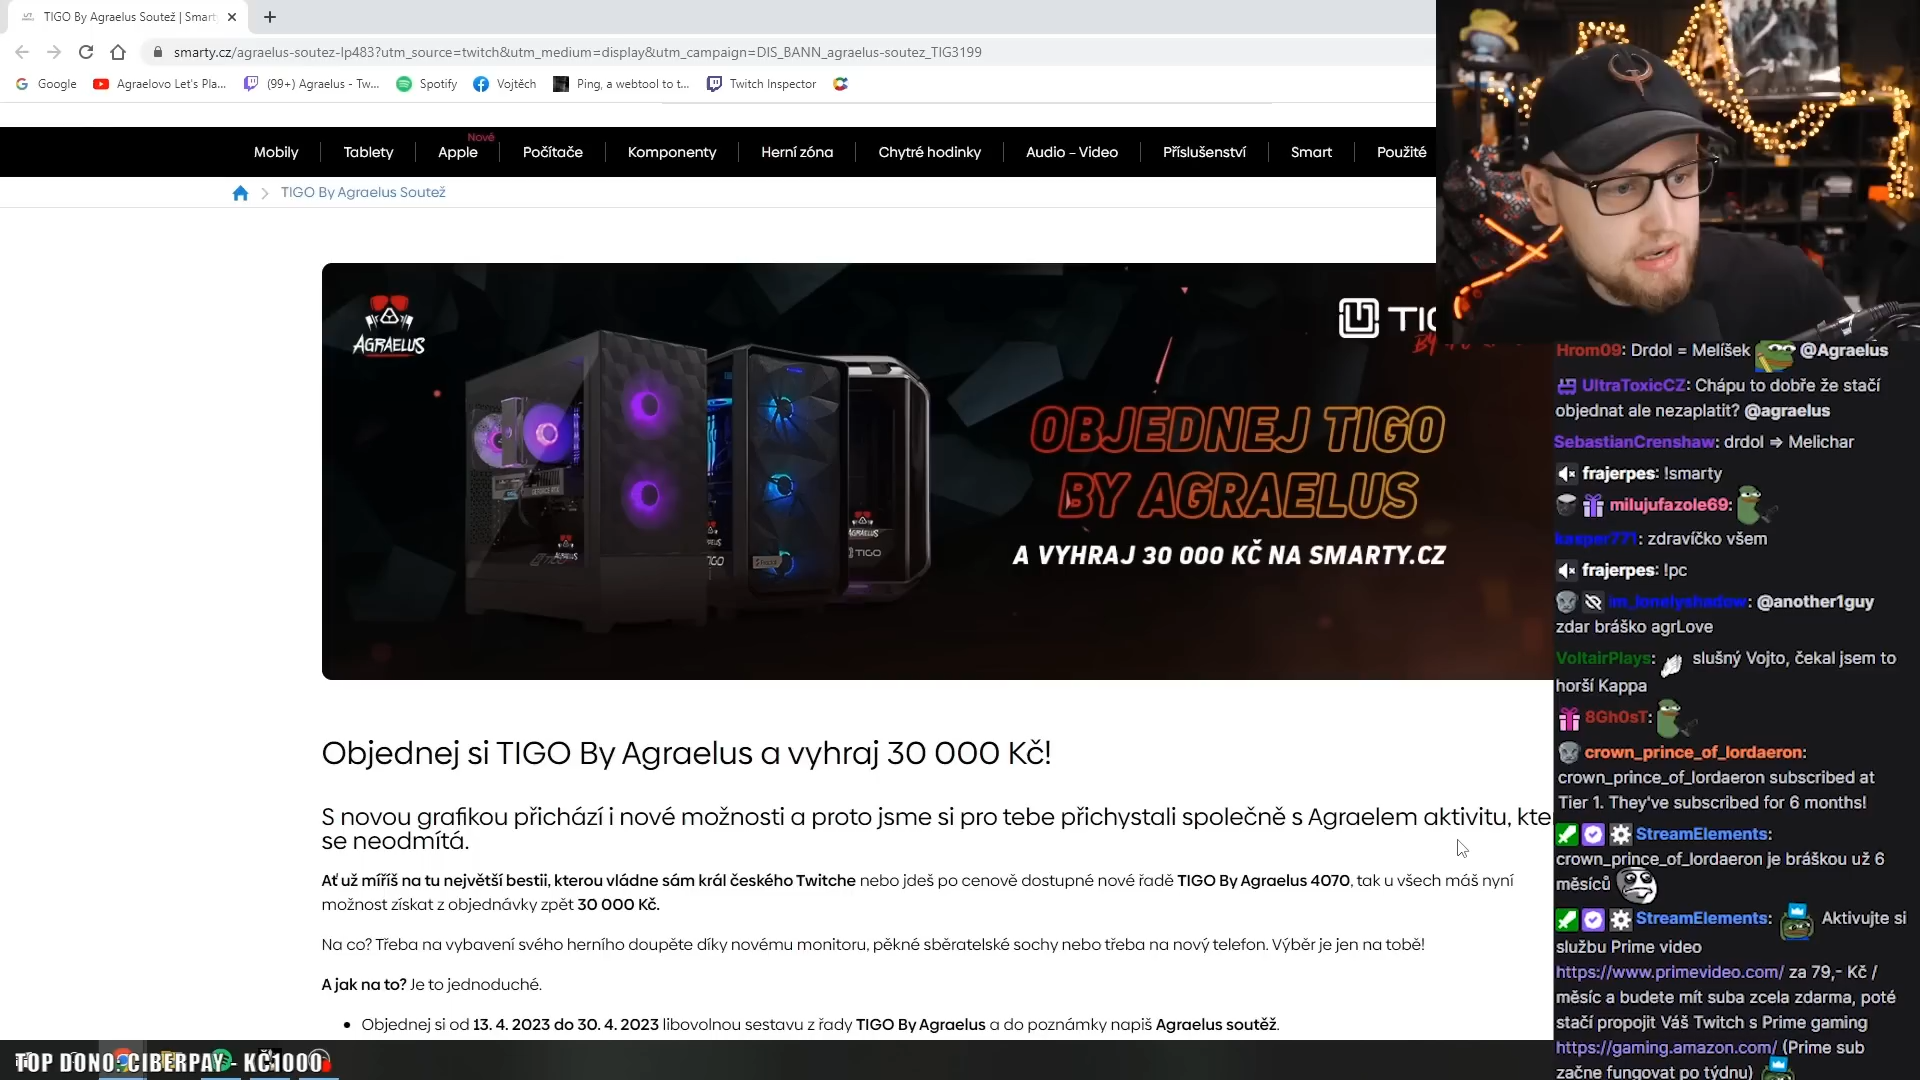 TIGO By Agraelus Soutež | Smart
smarty.cz/agraelus-soutez-lp483?utm_source=twitch&utm_medium=display&utm_campaign=DIS_BANN_agraelus-soutez_TIG3199
Google
Agraelovo Let's Pla...
(99+) Agraelus - Tw...
Spotify
Vojtěch
Ping, a webtool to t...
Twitch Inspector
Mobily
Tablety
Nové
Apple
Počítače
Komponenty
Herní zóna
Chytré hodinky
Audio – Video
Příslušenství
Smart
Použité
TIGO By Agraelus Soutež
AGRAELUS
OBJEDNEJ TIGO
BY AGRAELUS
A VYHRAJ 30 000 KČ NA SMARTY.CZ
Objednej si TIGO By Agraelus a vyhraj 30 000 Kč!
S novou grafikou přichází i nové možnosti a proto jsme si pro tebe přichystali společně s Agraelem aktivitu, kte
se neodmítá.
Ať už míříš na tu největší bestii, kterou vládne sám král českého Twitche nebo jdeš po cenově dostupné nové řadě TIGO By Agraelus 4070, tak u všech máš nyní
možnost získat z objednávky zpět 30 000 Kč.
Na co? Třeba na vybavení svého herního doupěte díky novému monitoru, pěkné sběratelské sochy nebo třeba na nový telefon. Výběr je jen na tobě!
A jak na to? Je to jednoduché.
• Objednej si od 13. 4. 2023 do 30. 4. 2023 libovolnou sestavu z řady TIGO By Agraelus a do poznámky napiš Agraelus soutěž.
TOP DONO: CIBERPAY - KČ1000
Hrom09: Drdol = Melíšek @Agraelus
UltraToxicCZ: Chápu to dobře že stačí
objednat ale nezaplatit? @agraelus
SebastianCrenshaw: drdol => Melichar
frajerpes: !smarty
milujufazole69:
kasper771: zdravíčko všem
frajerpes: !pc
im_lonelyshadow: @another1guy
zdar bráško agrLove
VoltairPlays: slušný Vojto, čekal jsem to
horší Kappa
8Gh0sT:
crown_prince_of_lordaeron:
crown_prince_of_lordaeron subscribed at
Tier 1. They've subscribed for 6 months!
StreamElements:
crown_prince_of_lordaeron je bráškou už 6
měsíců
StreamElements: Aktivujte si
službu Prime video
https://www.primevideo.com/ za 79,- Kč /
měsíc a budete mít suba zcela zdarma, poté
stačí propojit Váš Twitch s Prime gaming
https://gaming.amazon.com/ (Prime sub
začne fungovat po týdnu)